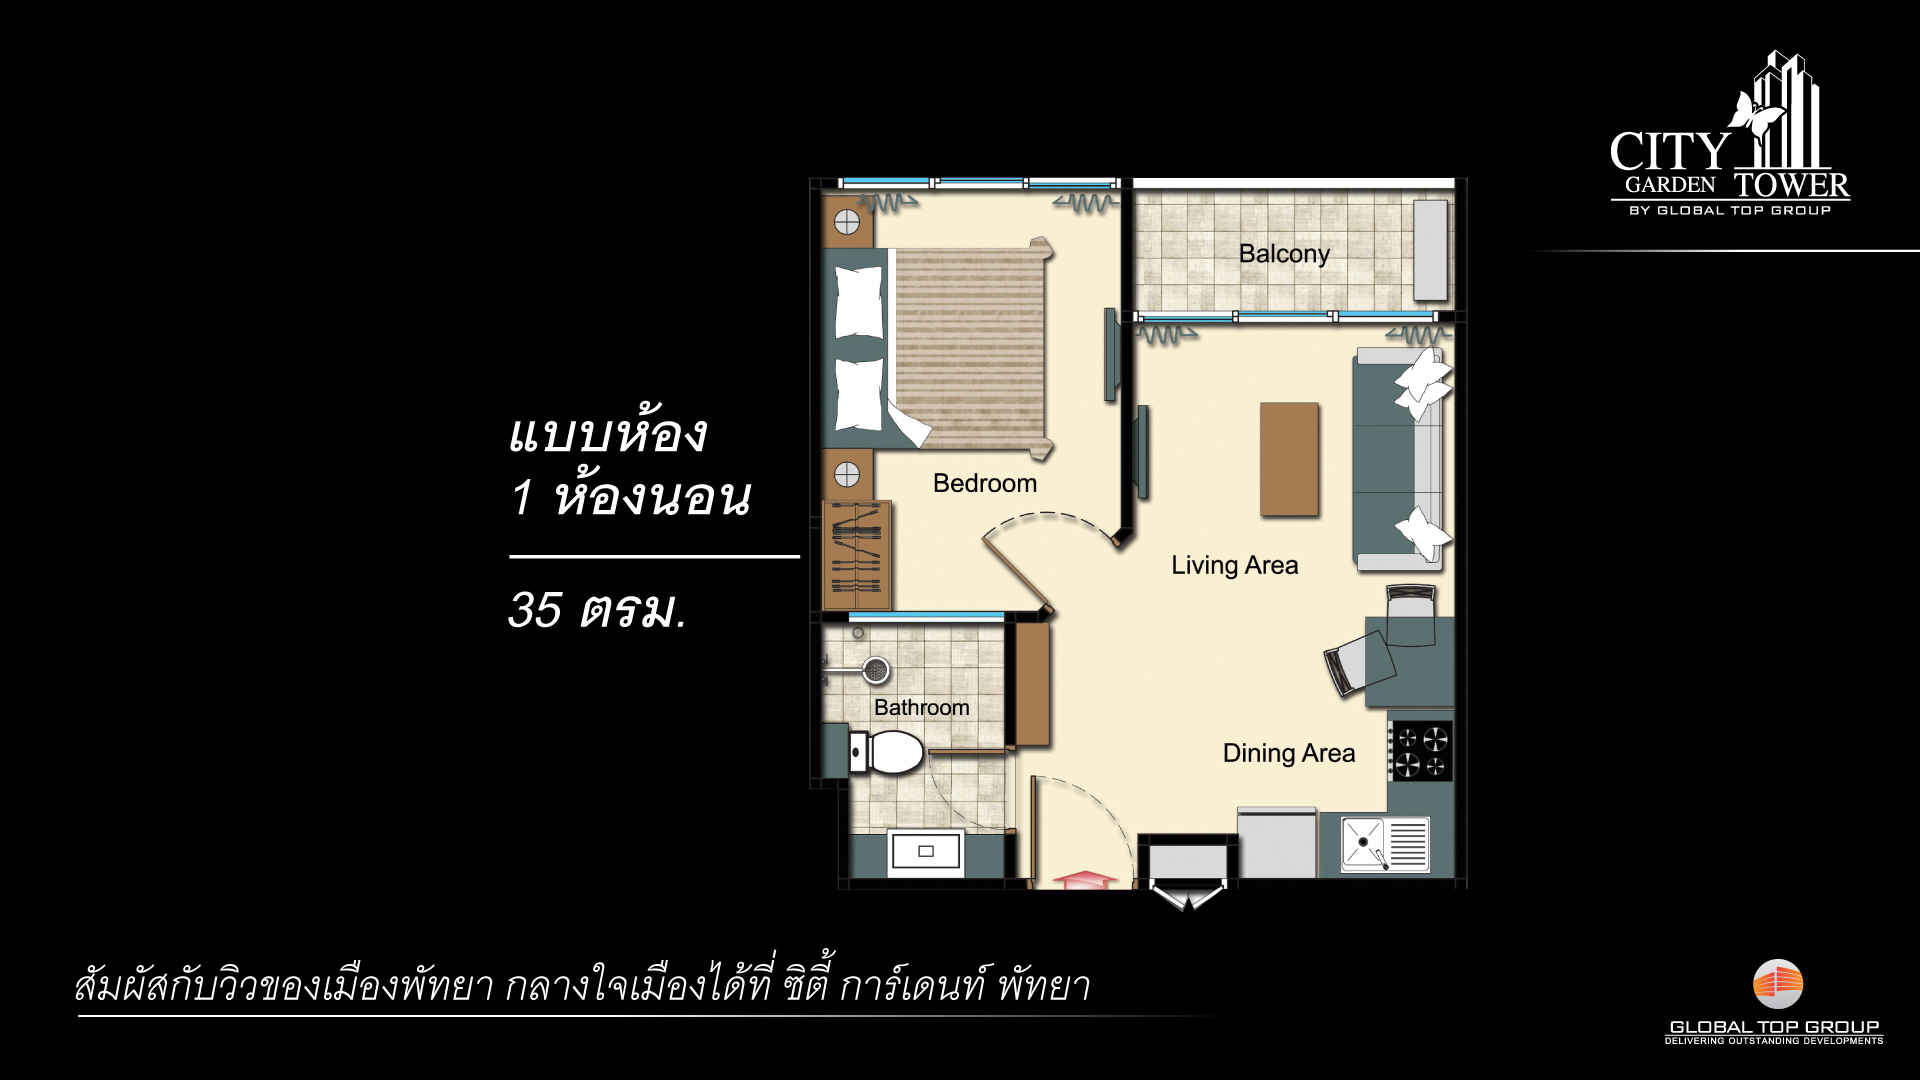 CITY
GARDEN TOWER
BY GLOBAL TOP GROUP
Balcony
แบบห้อง
1 ห้องนอน
35 ตรม.
Bedroom
Living Area
Bathroom
Dining Area
สัมผัสกับวิวของเมืองพัทยา กลางใจเมืองได้ที่ ซิตี้ การ์เดนท์ พัทยา
GLOBAL TOP GROUP
DELIVERING OUTSTANDING DEVELOPMENTS